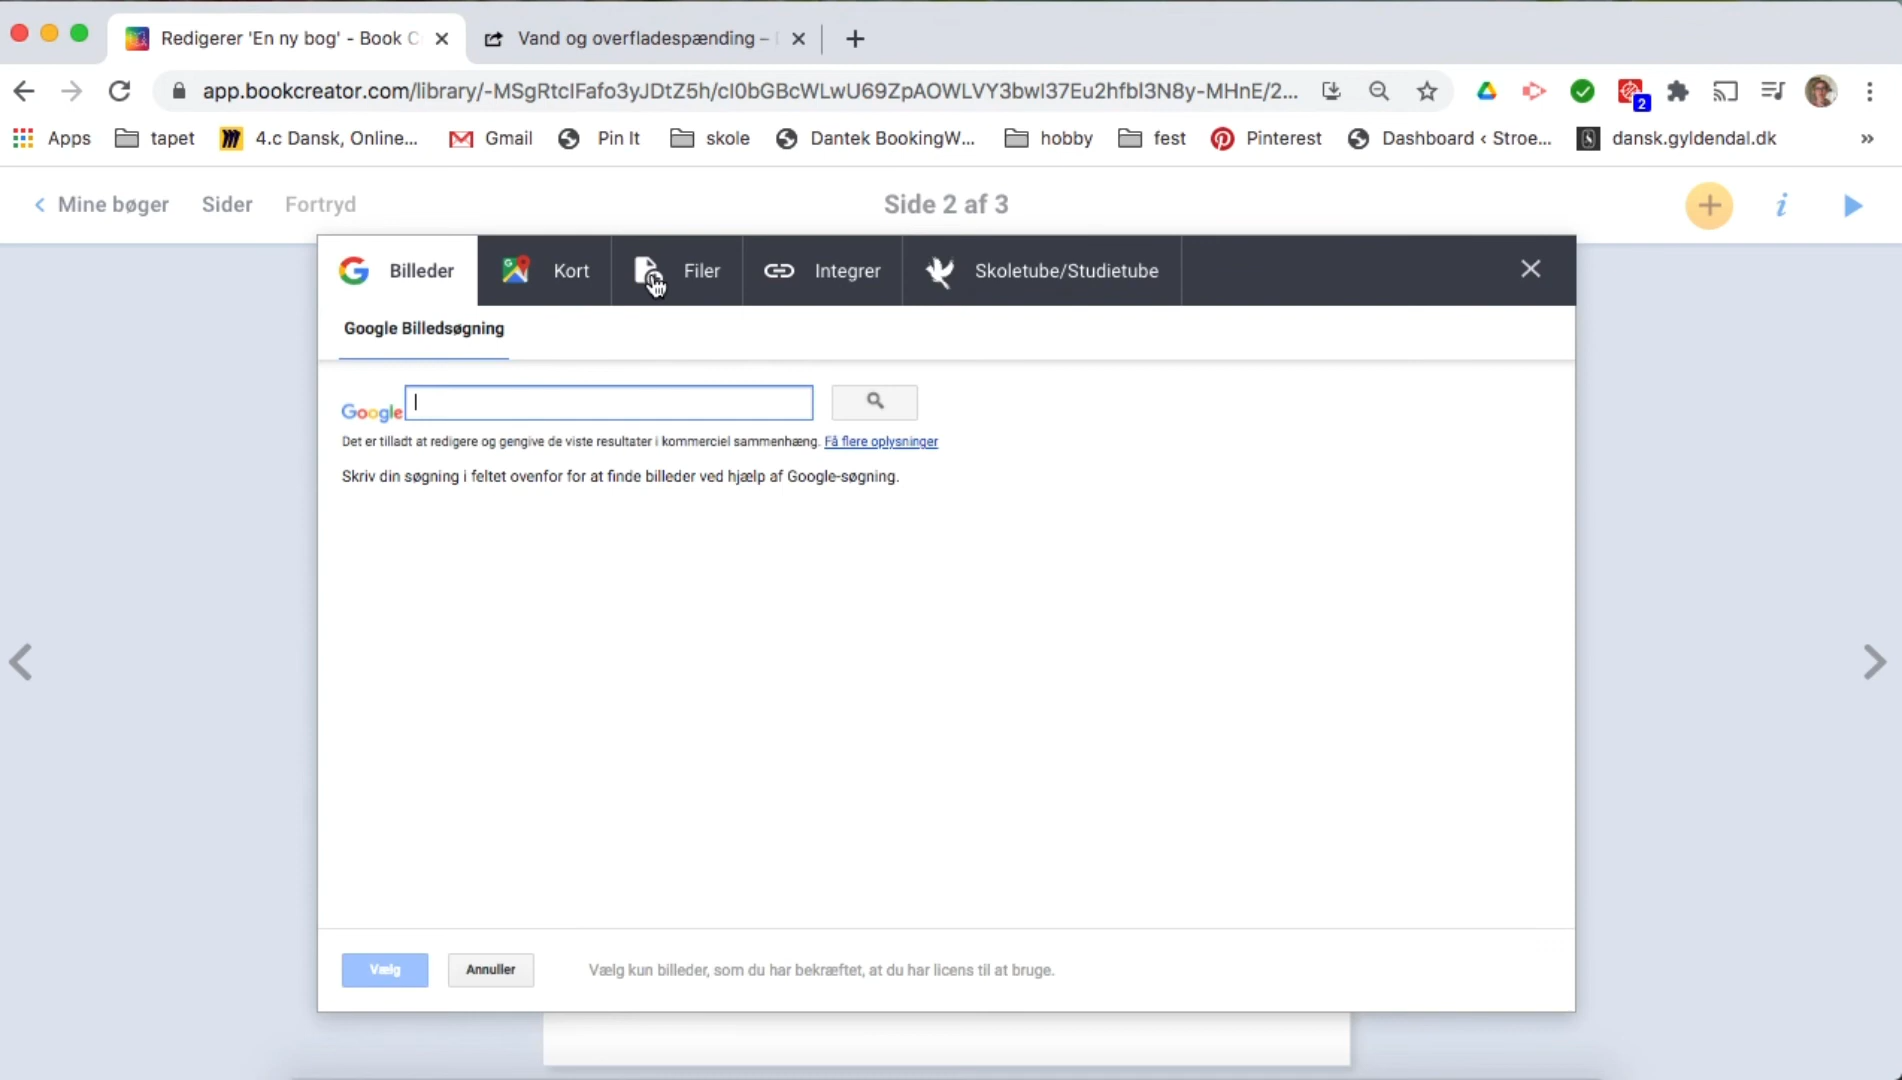 Redigerer 'En ny bog' - Book C
Vand og overfladespænding –
app.bookcreator.com/library/-MSgRtcIFafo3yJDtZ5h/cI0bGBcWLwU69ZpAOWLVY3bwI37Eu2hfbI3N8y-MHnE/2...
2
Apps
tapet
4.c Dansk, Online...
Gmail
Pin It
skole
Dantek BookingW...
hobby
fest
Pinterest
Dashboard ‹ Stroe...
dansk.gyldendal.dk
»
Mine bøger
Sider
Fortryd
Side 2 af 3
Billeder
Kort
Filer
Integrer
Skoletube/Studietube
Google Billedsøgning
Google
Det er tilladt at redigere og gengive de viste resultater i kommerciel sammenhæng. Få flere oplysninger
Skriv din søgning i feltet ovenfor for at finde billeder ved hjælp af Google-søgning.
Vælg
Annuller
Vælg kun billeder, som du har bekræftet, at du har licens til at bruge.